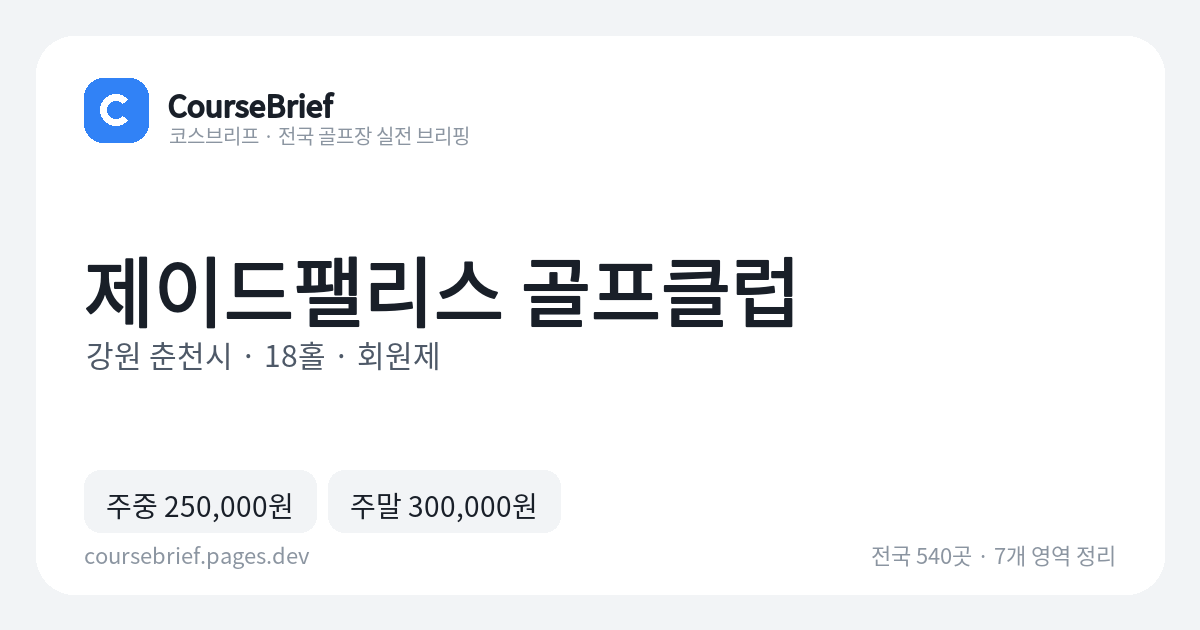 C
CourseBrief
코스브리프 · 전국 골프장 실전 브리핑
제이드팰리스 골프클럽
강원 춘천시 · 18홀 · 회원제
주중 250,000원 주말 300,000원
coursebrief.pages.dev 전국 540곳 · 7개 영역 정리